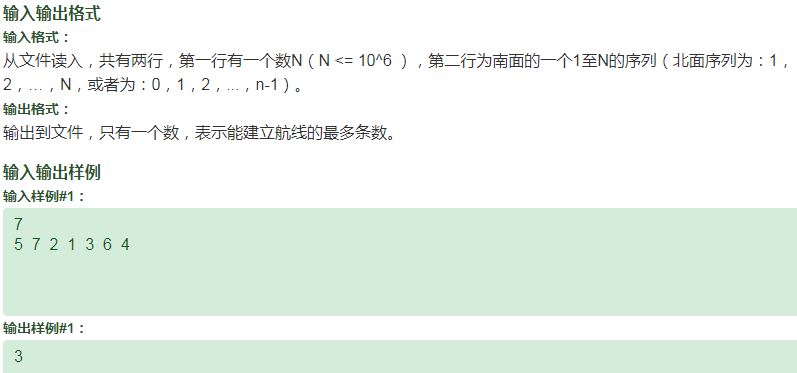 输入输出格式
输入格式：
从文件读入，共有两行，第一行有一个数N（N <= 10^6 ），第二行为南面的一个1至N的序列（北面序列为：1，
2，…，N，或者为：0，1，2，...，n-1）。
输出格式：
输出到文件，只有一个数，表示能建立航线的最多条数。
输入输出样例
输入样例#1：
7
5 7 2 1 3 6 4
输出样例#1：
3